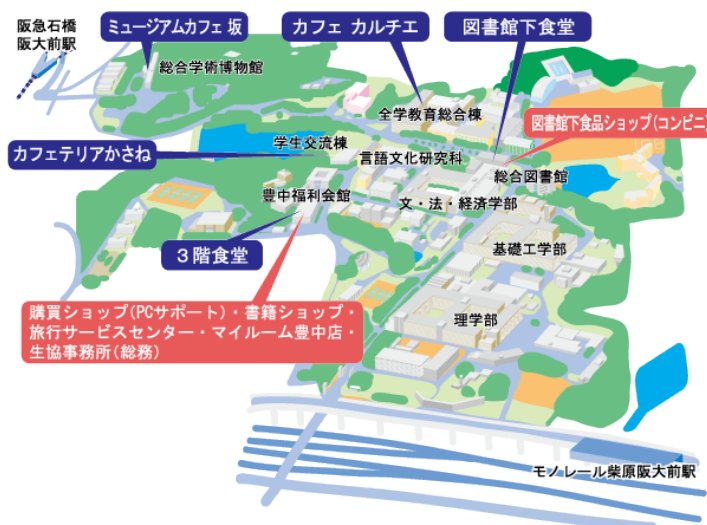 阪急石橋
阪大前駅
ミュージアムカフェ 坂
カフェ カルチエ
図書館下食堂
総合学術博物館
全学教育総合棟
図書館下食品ショップ(コンビニ)
学生交流棟
カフェテリアかさね
言語文化研究科
総合図書館
豊中福利会館
文・法・経済学部
3階食堂
基礎工学部
購買ショップ(PCサポート)・書籍ショップ・
旅行サービスセンター・マイルーム豊中店・
生協事務所(総務)
理学部
モノレール柴原阪大前駅